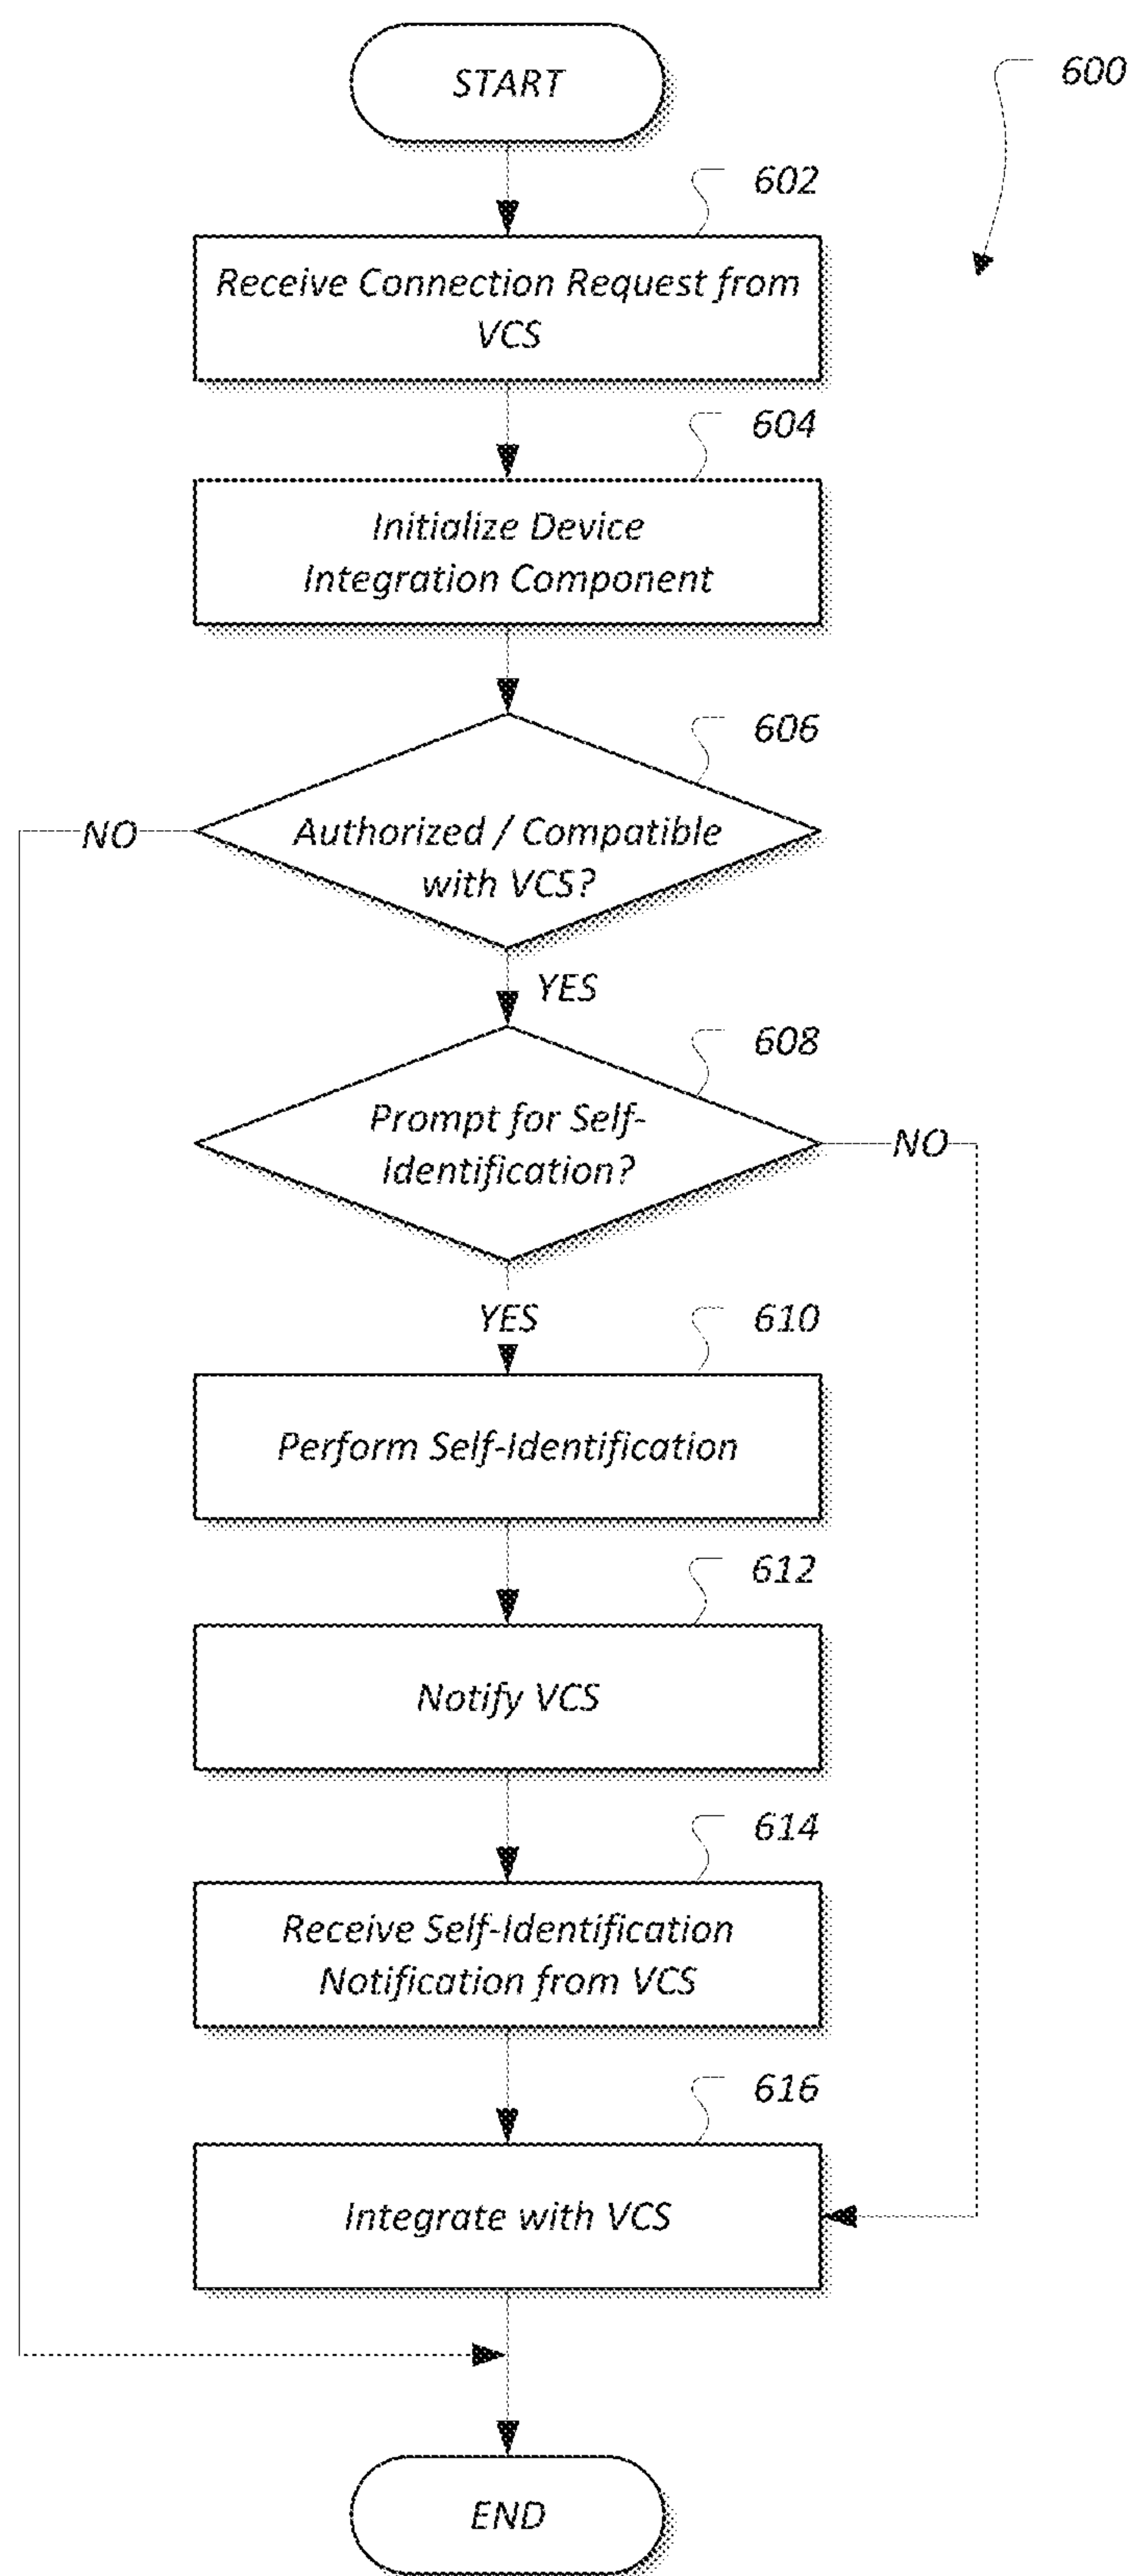 START
600
602
Receive Connection Request from
VCS
604
Initialize Device
Integration Component
606
NO
Authorized / Compatible
with VCS?
YES
608
Prompt for Self-
Identification?
NO
YES
610
Perform Self-Identification
612
Notify VCS
614
Receive Self-Identification
Notification from VCS
616
Integrate with VCS
END